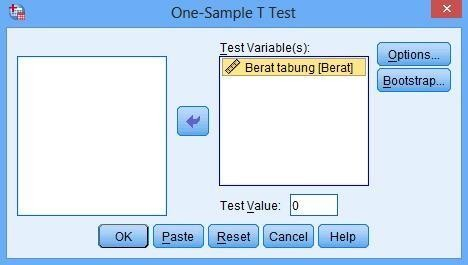 One-Sample T Test
Test Variable(s):
Berat tabung [Berat]
Options...
Bootstrap...
Test Value: 0
OK Paste Reset Cancel Help